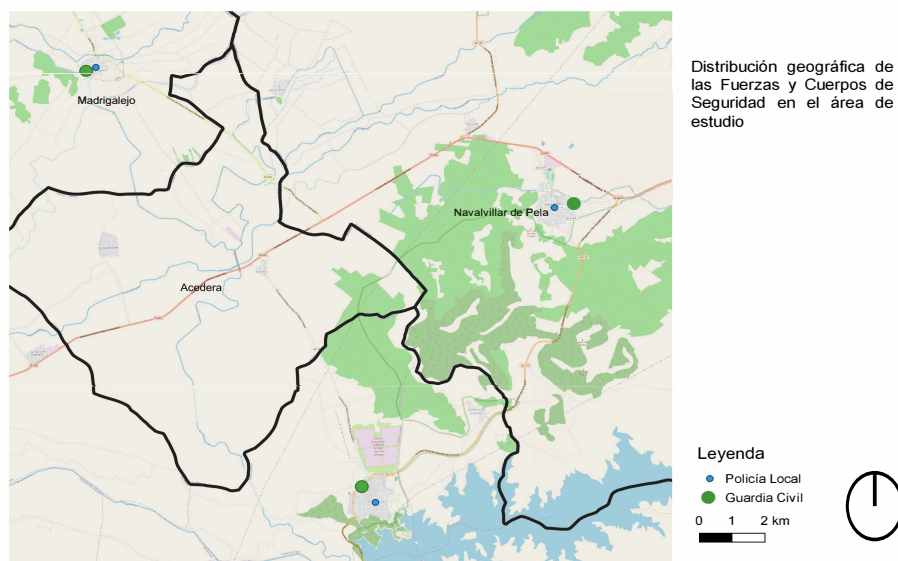 Distribución geográfica de
las Fuerzas y Cuerpos de
Seguridad en el área de
estudio
Madrigalejo
Navalvillar de Pela
Acedera
Leyenda
Policía Local
Guardia Civil
0 1 2 km